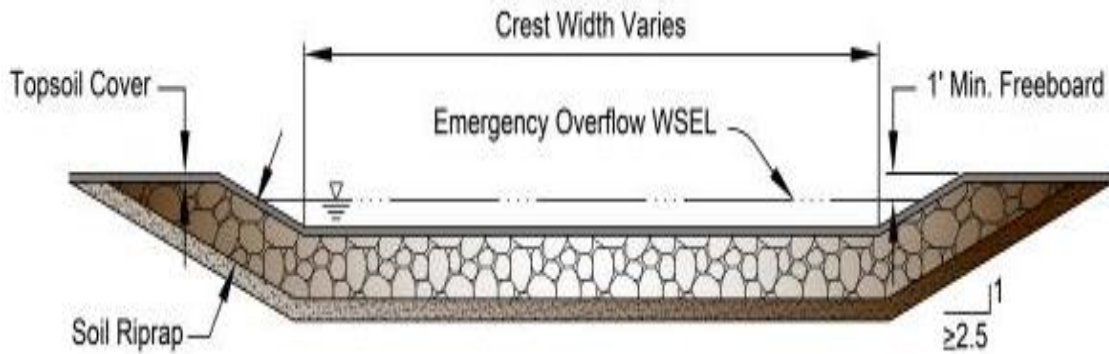 Crest Width Varies
Topsoil Cover
1' Min. Freeboard
Emergency Overflow WSEL
Soil Riprap
1
≥2.5